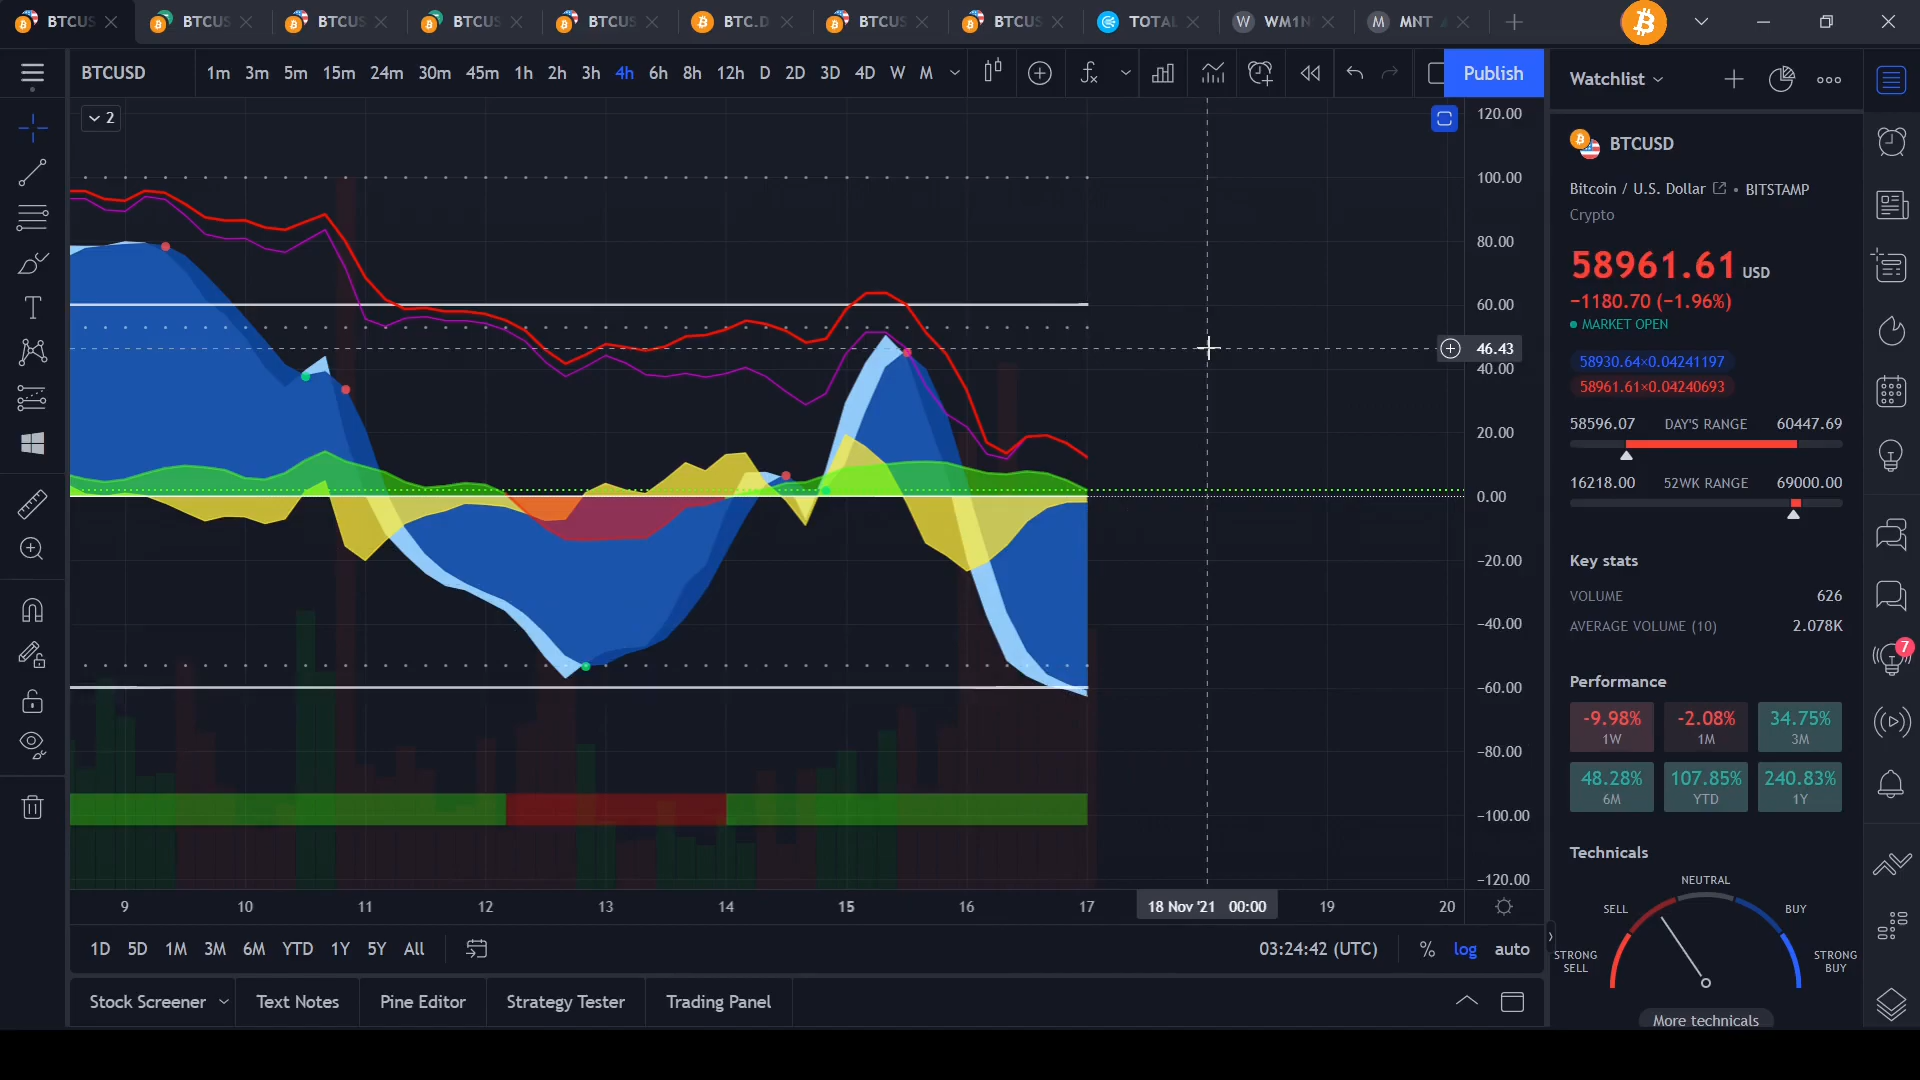 BTCUS BTCUS BTCUS BTCUS BTCUS BTC.D BTCUS BTCUS TOTAL W WM1N M MNT
BTCUSD 1m 3m 5m 15m 24m 30m 45m 1h 2h 3h 4h 6h 8h 12h D 2D 3D 4D W M Publish
Watchlist
2
120.00
100.00
80.00
60.00
46.43
40.00
20.00
0.00
−20.00
−40.00
−60.00
−80.00
−100.00
−120.00
9 10 11 12 13 14 15 16 17 18 Nov '21 00:00 19 20
1D 5D 1M 3M 6M YTD 1Y 5Y All 03:24:42 (UTC) % log auto
Stock Screener Text Notes Pine Editor Strategy Tester Trading Panel
BTCUSD
Bitcoin / U.S. Dollar • BITSTAMP
Crypto
58961.61 USD
−1180.70 (−1.96%)
MARKET OPEN
58930.64×0.04241197
58961.61×0.04240693
58596.07 DAY'S RANGE 60447.69
16218.00 52WK RANGE 69000.00
Key stats
VOLUME 626
AVERAGE VOLUME (10) 2.078K
7
Performance
-9.98% -2.08% 34.75%
1W 1M 3M
48.28% 107.85% 240.83%
6M YTD 1Y
Technicals
NEUTRAL
SELL BUY
STRONG SELL STRONG BUY
More technicals